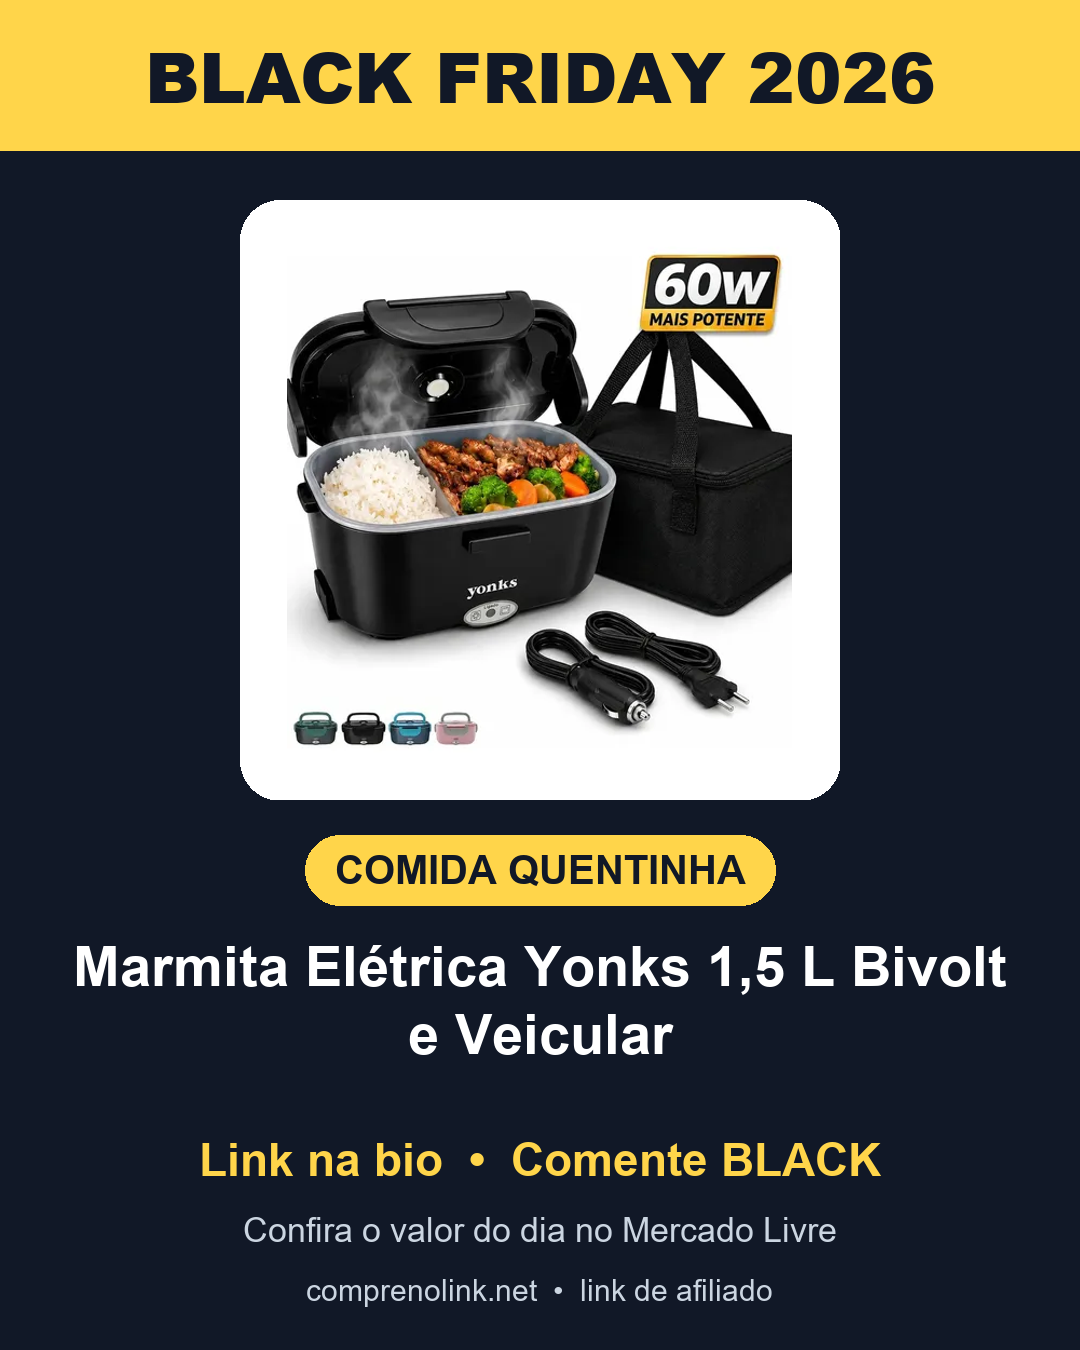 BLACK FRIDAY 2026
60W
MAIS POTENTE
yonks
COMIDA QUENTINHA
Marmita Elétrica Yonks 1,5 L Bivolt
e Veicular
Link na bio • Comente BLACK
Confira o valor do dia no Mercado Livre
comprenolink.net • link de afiliado